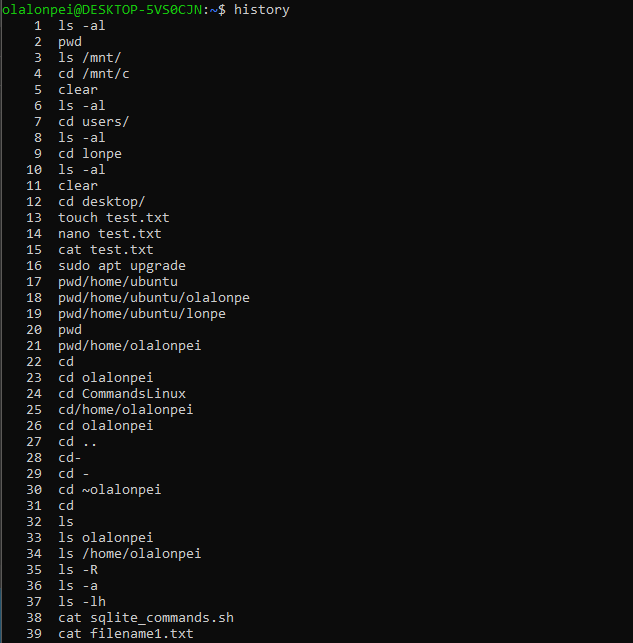 olalonpei@DESKTOP-5VS0CJN:~$ history
1 ls -al
2 pwd
3 ls /mnt/
4 cd /mnt/c
5 clear
6 ls -al
7 cd users/
8 ls -al
9 cd lonpe
10 ls -al
11 clear
12 cd desktop/
13 touch test.txt
14 nano test.txt
15 cat test.txt
16 sudo apt upgrade
17 pwd/home/ubuntu
18 pwd/home/ubuntu/olalonpe
19 pwd/home/ubuntu/lonpe
20 pwd
21 pwd/home/olalonpei
22 cd
23 cd olalonpei
24 cd CommandsLinux
25 cd/home/olalonpei
26 cd olalonpei
27 cd ..
28 cd-
29 cd -
30 cd ~olalonpei
31 cd
32 ls
33 ls olalonpei
34 ls /home/olalonpei
35 ls -R
36 ls -a
37 ls -lh
38 cat sqlite_commands.sh
39 cat filename1.txt